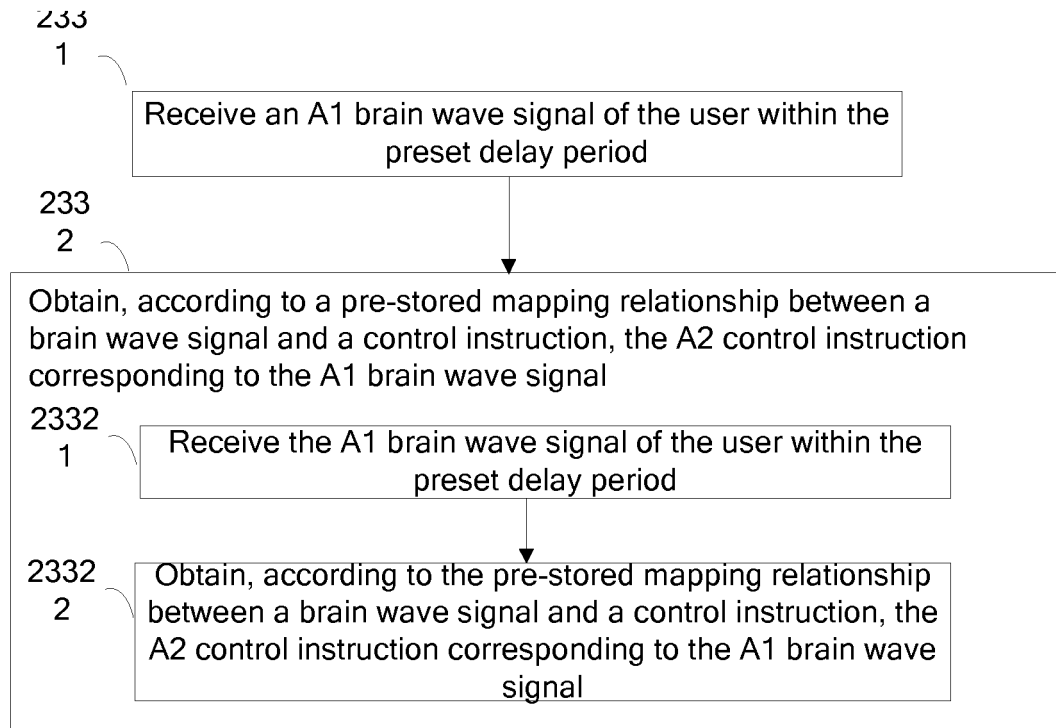 233
1
Receive an A1 brain wave signal of the user within the
preset delay period
233
2
Obtain, according to a pre-stored mapping relationship between a
brain wave signal and a control instruction, the A2 control instruction
corresponding to the A1 brain wave signal
2332
1
Receive the A1 brain wave signal of the user within the
preset delay period
2332
2
Obtain, according to the pre-stored mapping relationship
between a brain wave signal and a control instruction, the
A2 control instruction corresponding to the A1 brain wave
signal